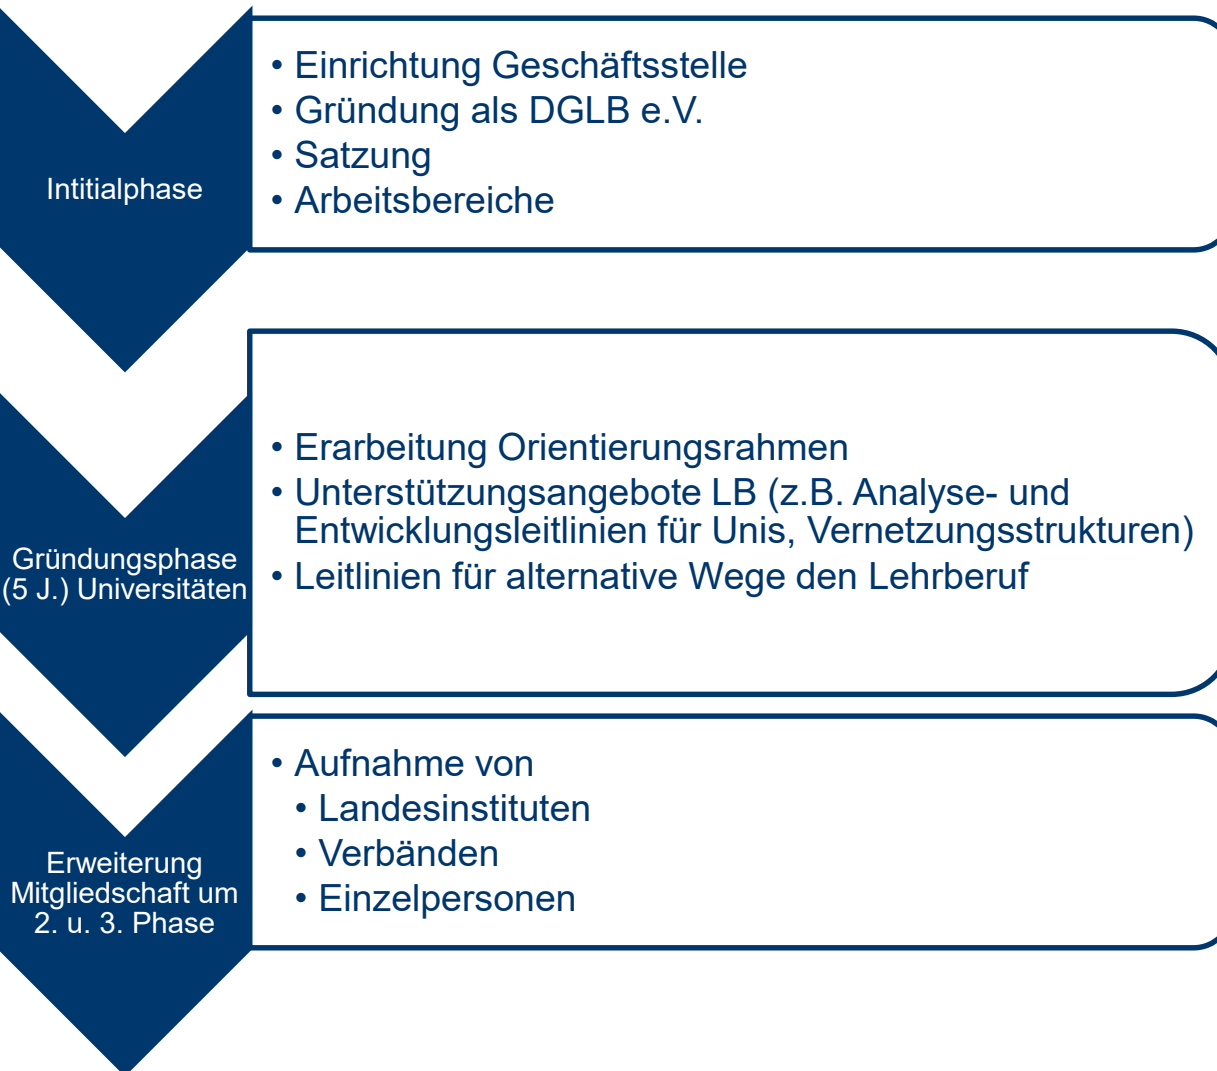 Intitialphase
• Einrichtung Geschäftsstelle
• Gründung als DGLB e.V.
• Satzung
• Arbeitsbereiche
Gründungsphase
(5 J.) Universitäten
• Erarbeitung Orientierungsrahmen
• Unterstützungsangebote LB (z.B. Analyse- und
Entwicklungsleitlinien für Unis, Vernetzungsstrukturen)
• Leitlinien für alternative Wege den Lehrberuf
Erweiterung
Mitgliedschaft um
2. u. 3. Phase
• Aufnahme von
• Landesinstituten
• Verbänden
• Einzelpersonen